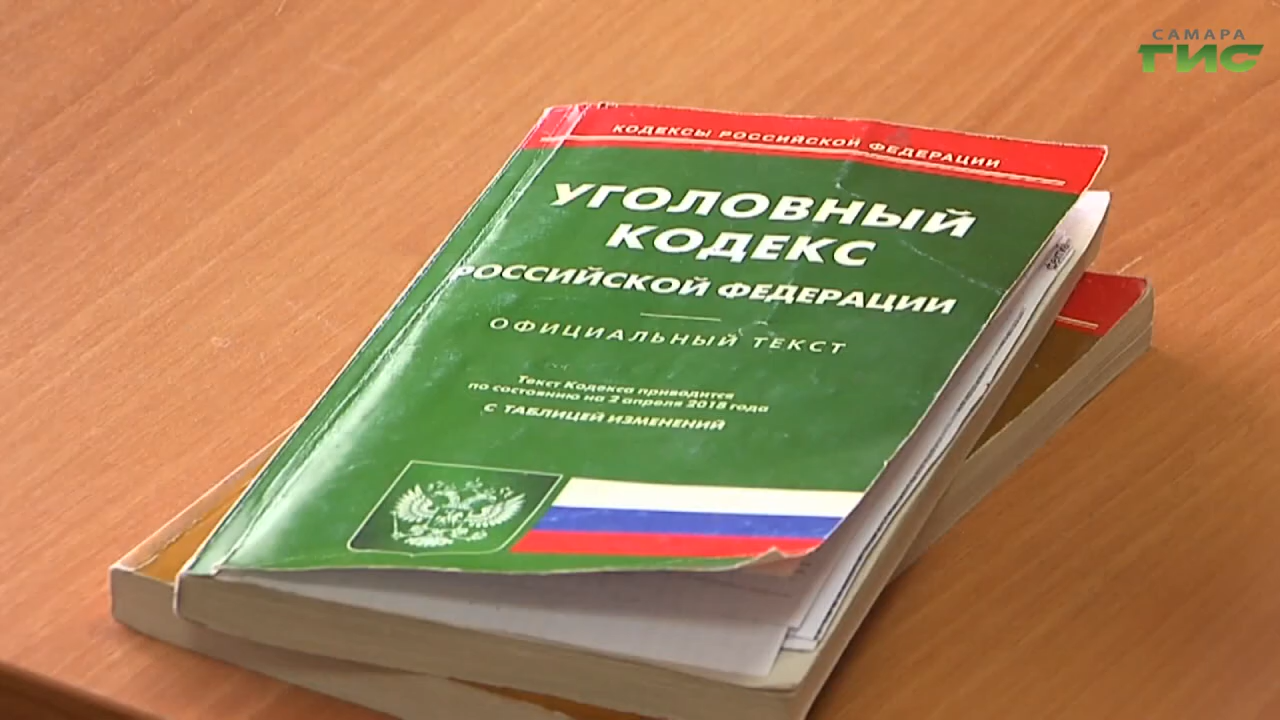 САМАРА
ГИС
КОДЕКСЫ РОССИЙСКОЙ ФЕДЕРАЦИИ
УГОЛОВНЫЙ
КОДЕКС
РОССИЙСКОЙ ФЕДЕРАЦИИ
ОФИЦИАЛЬНЫЙ ТЕКСТ
Текст Кодекса приводится
по состоянию на 2 апреля 2018 года
С ТАБЛИЦЕЙ ИЗМЕНЕНИЙ